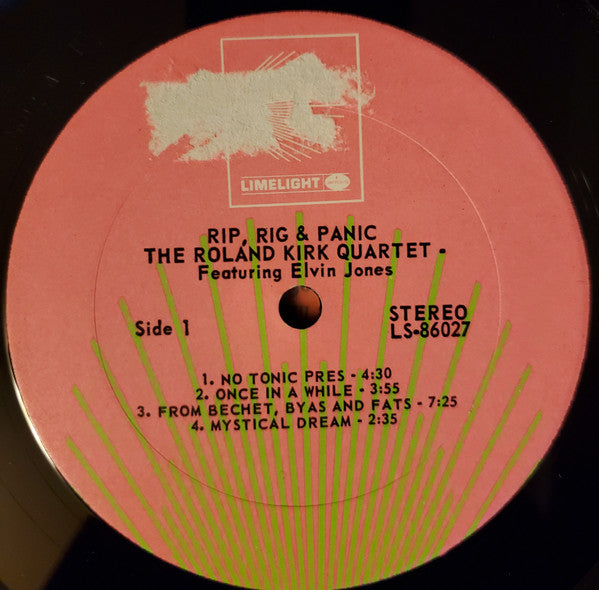 LIMELIGHT
RIP, RIG & PANIC
THE ROLAND KIRK QUARTET -
Featuring Elvin Jones
Side 1
STEREO
LS-86027
1. NO TONIC PRES - 4:30
2. ONCE IN A WHILE - 3:55
3. FROM BECHET, BYAS AND FATS - 7:25
4. MYSTICAL DREAM - 2:35